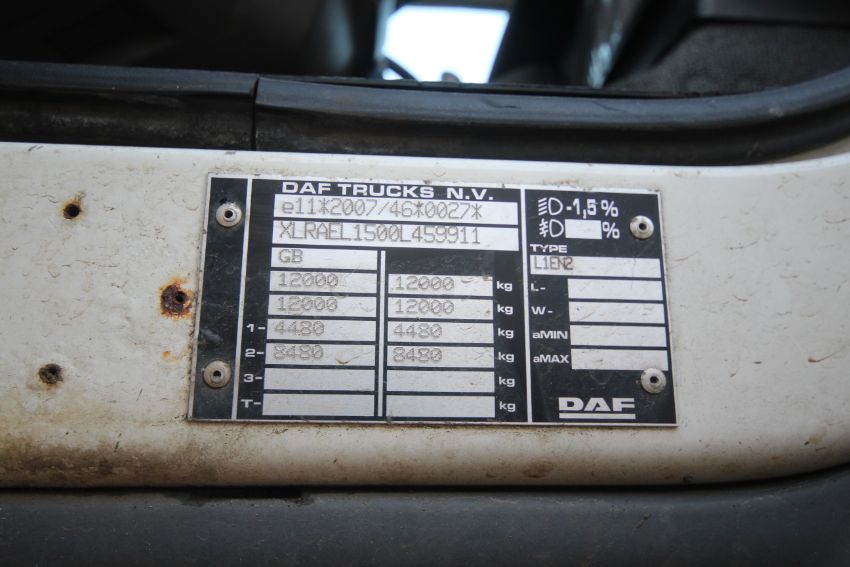 DAF TRUCKS N.V.
e11*2007/46*0027*
XLRAEL1500L459911
GB
12000 12000 kg
12000 12000 kg
1- 4480 4480 kg
2- 8480 8480 kg
3- kg
T- kg
-1,5%
%
TYPE
L1EN2
L-
W-
aMIN
aMAX
DAF